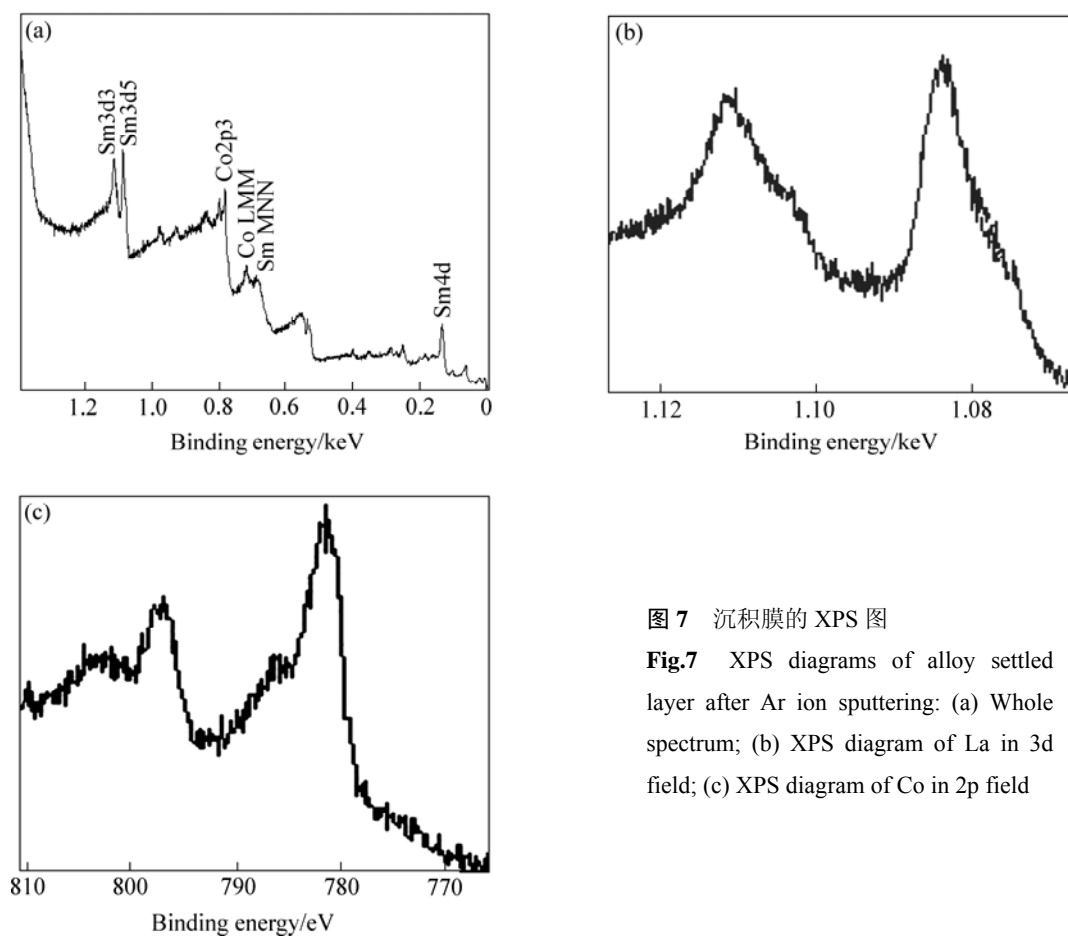 (a)
Sm3d3
Sm3d5
Co2p3
Co LMM
Sm MNN
Sm4d
1.2 1.0 0.8 0.6 0.4 0.2 0
Binding energy/keV
(b)
1.12 1.10 1.08
Binding energy/keV
(c)
810 800 790 780 770
Binding energy/eV
图 7 沉积膜的 XPS 图
Fig.7 XPS diagrams of alloy settled
layer after Ar ion sputtering: (a) Whole
spectrum; (b) XPS diagram of La in 3d
field; (c) XPS diagram of Co in 2p field